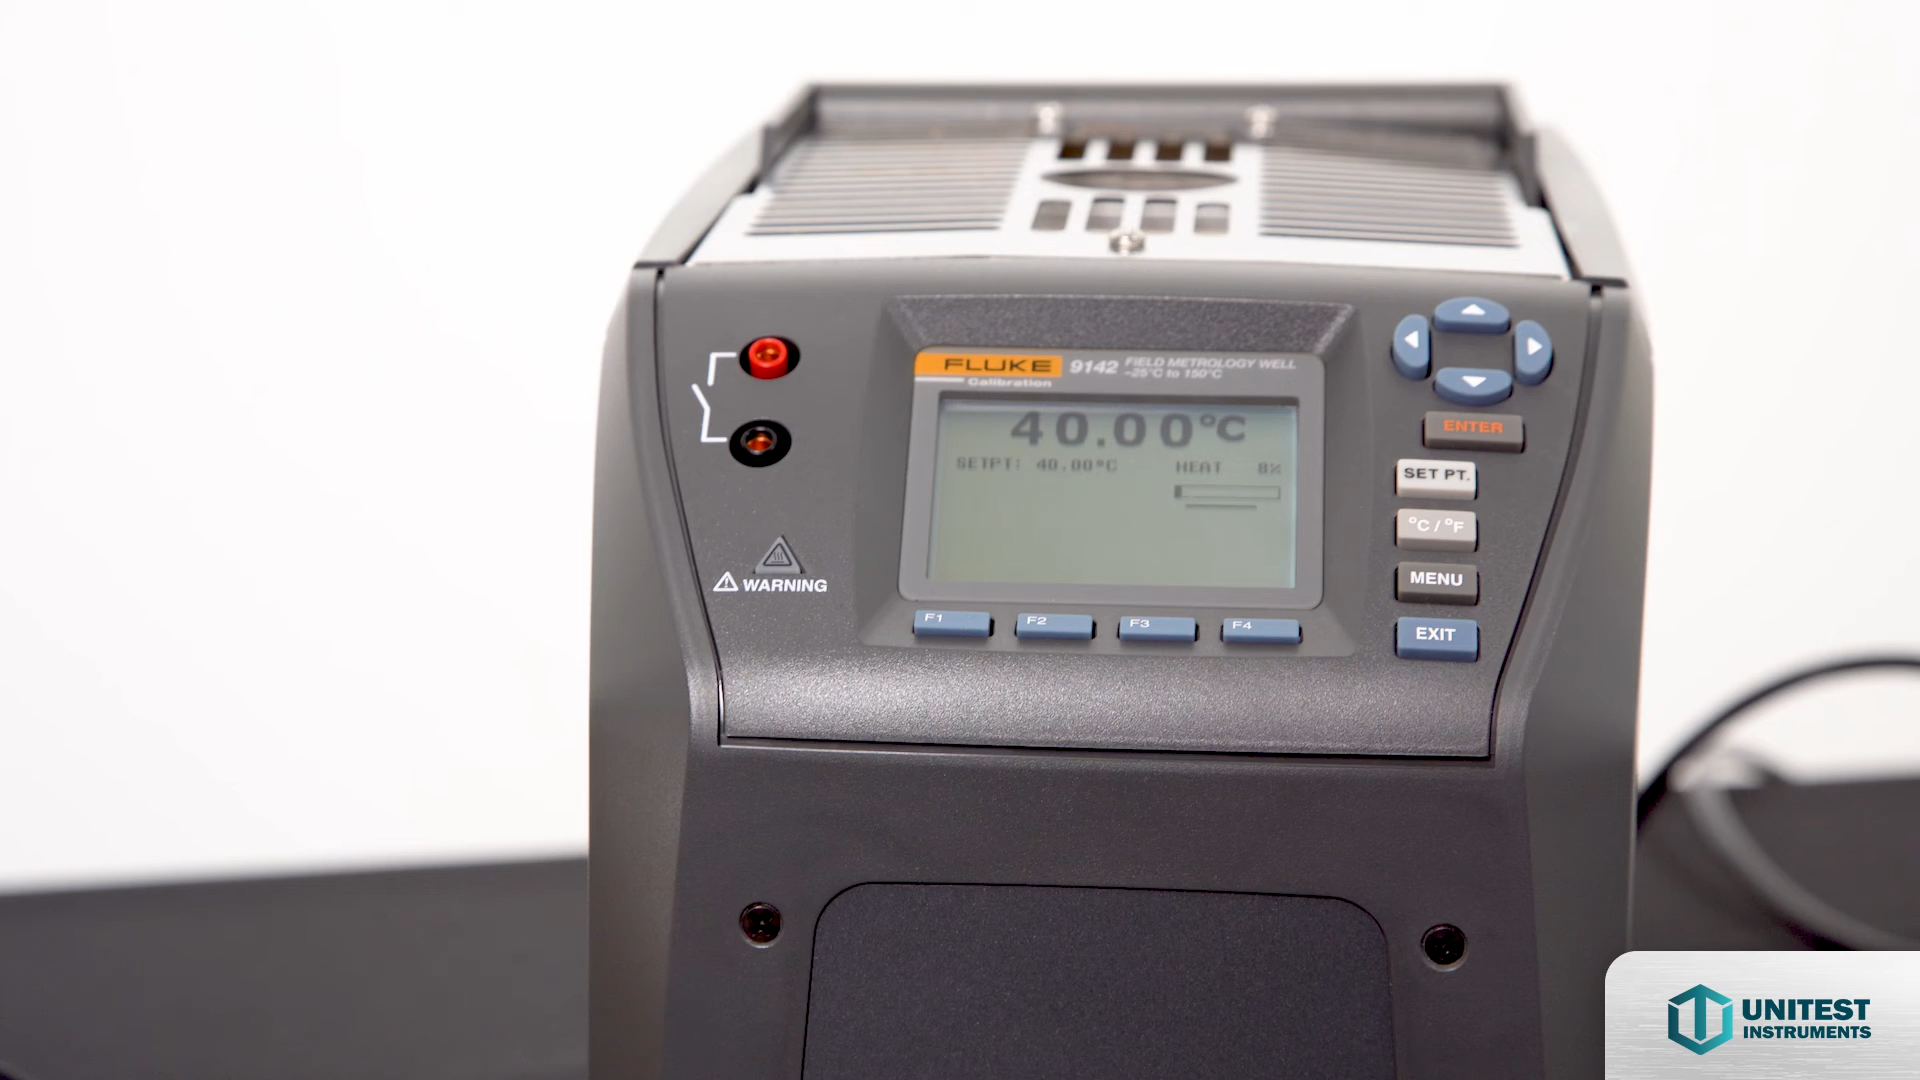 FLUKE
Calibration
9142
FIELD METROLOGY WELL
-25°C to 150°C
40.00°C
SETPT: 40.00°C
HEAT 8%
WARNING
F1
F2
F3
F4
ENTER
SET PT.
°C / °F
MENU
EXIT
UNITEST
INSTRUMENTS